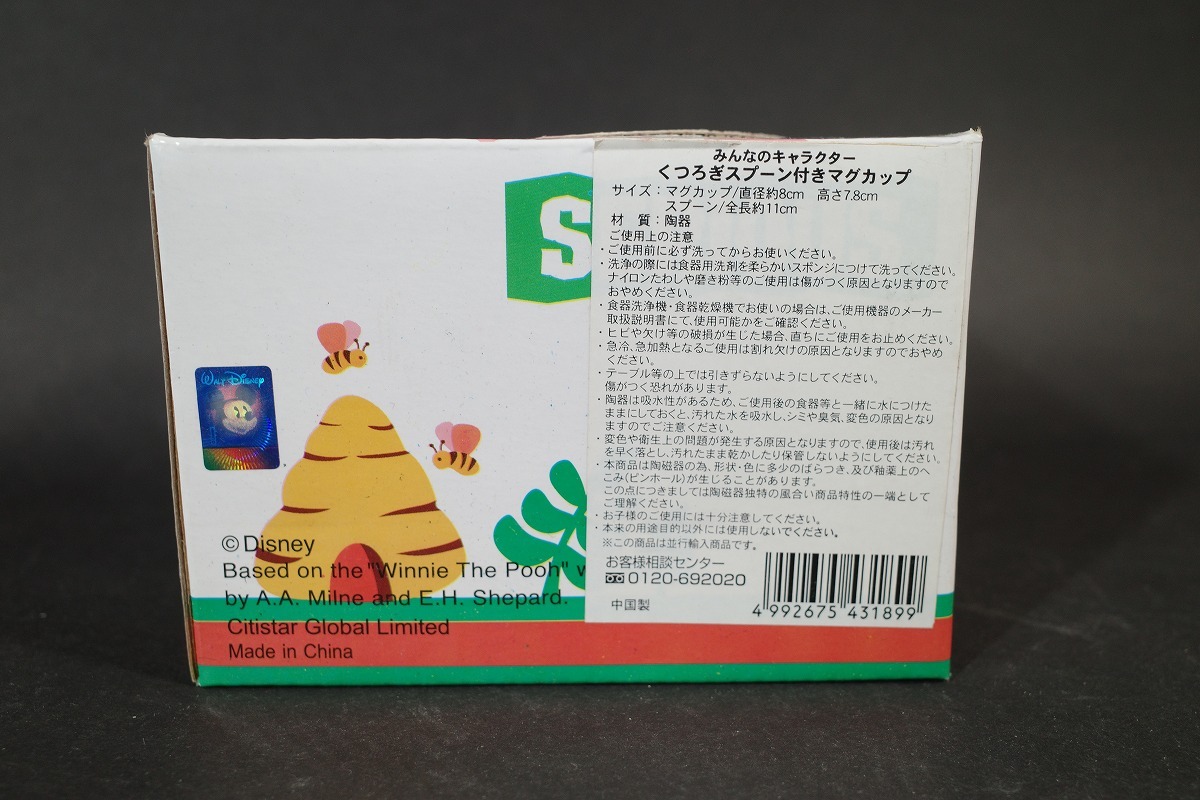 S
WALT DISNEY
© Disney
Based on the "Winnie The Pooh" w
by A.A. Milne and E.H. Shepard.
Citistar Global Limited
Made in China
みんなのキャラクター
くつろぎスプーン付きマグカップ
サイズ：マグカップ/直径約8cm　高さ7.8cm
スプーン/全長約11cm
材　質：陶器
ご使用上の注意
・ご使用前に必ず洗ってからお使いください。
・洗浄の際には食器用洗剤を柔らかいスポンジにつけて洗ってください。
ナイロンたわしや磨き粉等のご使用は傷がつく原因となりますので
おやめください。
・食器洗浄機・食器乾燥機でお使いの場合は、ご使用機器のメーカー
取扱説明書にて、使用可能かをご確認ください。
・ヒビや欠け等の破損が生じた場合、直ちにご使用をお止めください。
・急冷、急加熱となるご使用は割れ欠けの原因となりますのでおやめ
ください。
・テーブル等の上では引きずらないようにしてください。
傷がつく恐れがあります。
・陶器は吸水性があるため、ご使用後の食器等と一緒に水につけた
ままにしておくと、汚れた水を吸水し、シミや臭気、変色の原因となり
ますのでご注意ください。
・変色や衛生上の問題が発生する原因となりますので、使用後は汚れ
を早く落とし、汚れたまま乾かしたり保管しないようにしてください。
・本商品は陶磁器の為、形状・色に多少のばらつき、及び釉薬上のへ
こみ(ピンホール)が生じることがあります。
この点につきましては陶磁器独特の風合い商品特性の一端として
ご理解ください。
・お子様のご使用には十分注意してください。
・本来の用途目的以外には使用しないでください。
※この商品は並行輸入商品です。
お客様相談センター
0120-692020
中国製
4 992675 431899